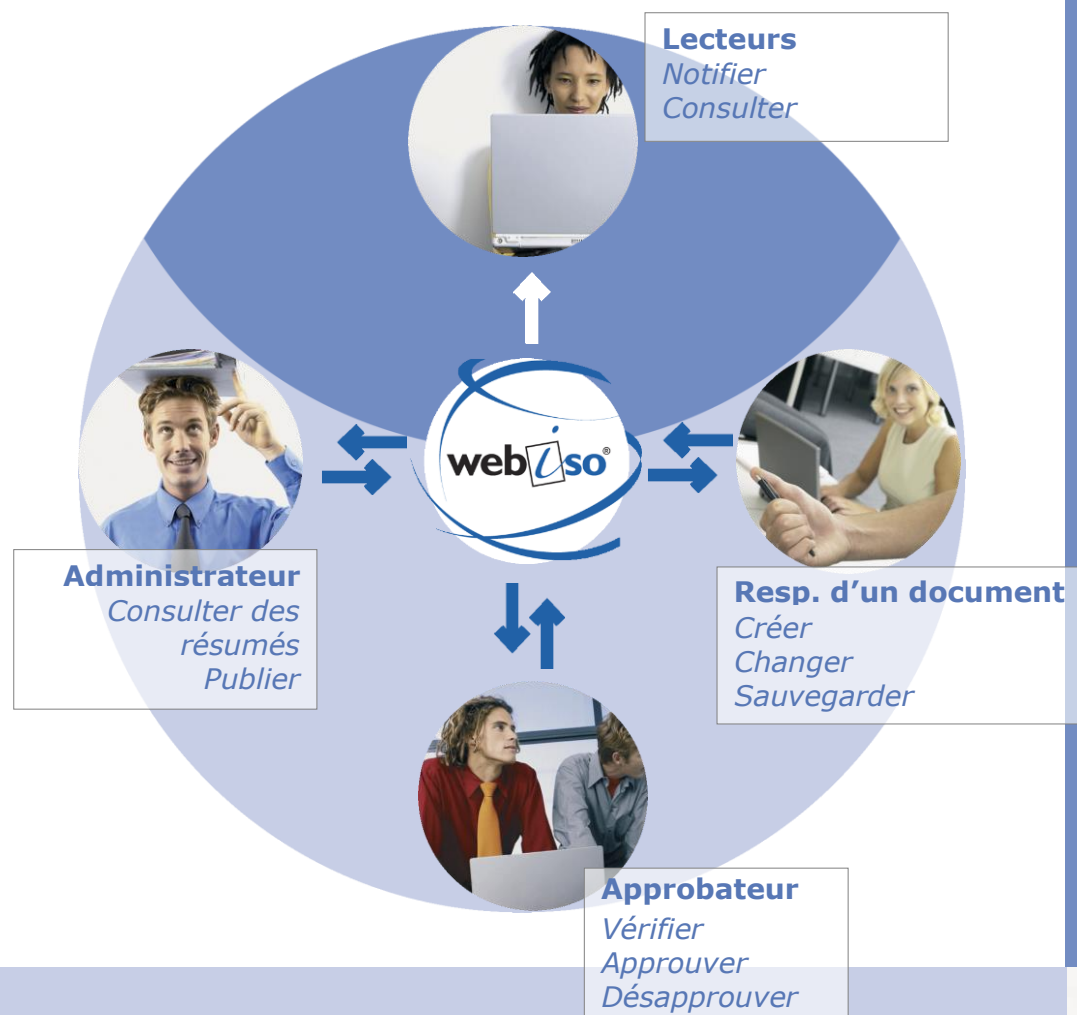 Lecteurs
Notifier
Consulter
webiso®
Administrateur
Consulter des
résumés
Publier
Resp. d’un document
Créer
Changer
Sauvegarder
Approbateur
Vérifier
Approuver
Désapprouver